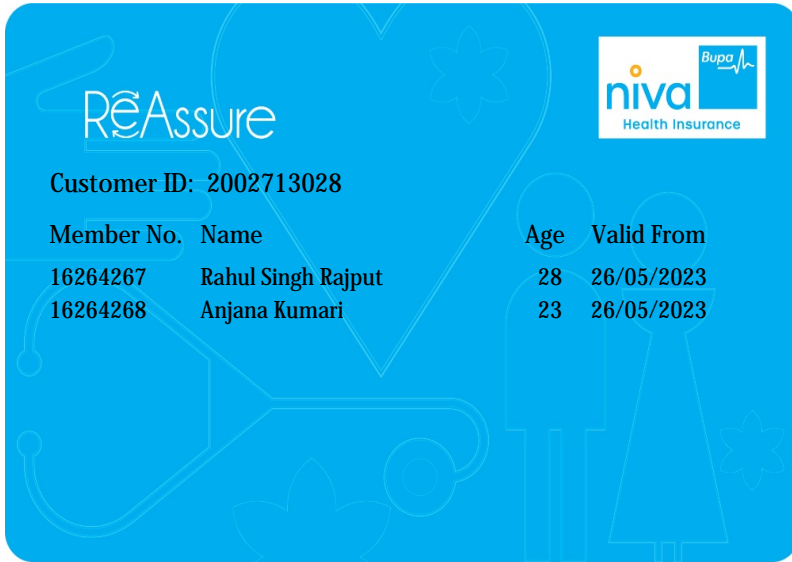 ReAssure
Bupa
niva
Health Insurance
Customer ID: 2002713028
Member No. Name Age Valid From
16264267 Rahul Singh Rajput 28 26/05/2023
16264268 Anjana Kumari 23 26/05/2023